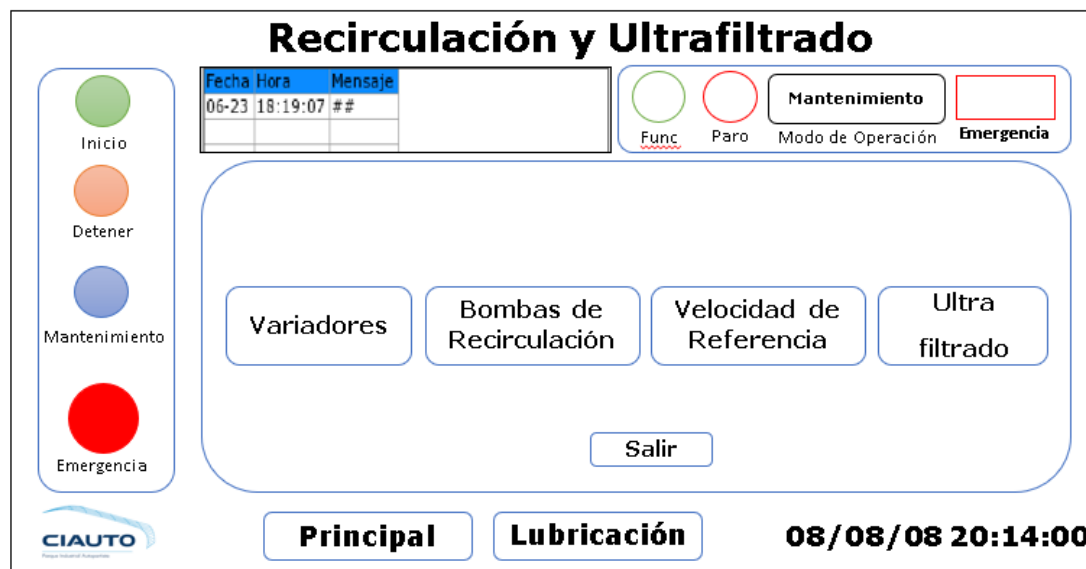 Recirculación y Ultrafiltrado
Inicio
Detener
Mantenimiento
Emergencia
Fecha Hora Mensaje
06-23 18:19:07 ##
Func
Paro
Mantenimiento
Modo de Operación
Emergencia
Variadores
Bombas de
Recirculación
Velocidad de
Referencia
Ultra
filtrado
Salir
CIAUTO
Principal
Lubricación
08/08/08 20:14:00